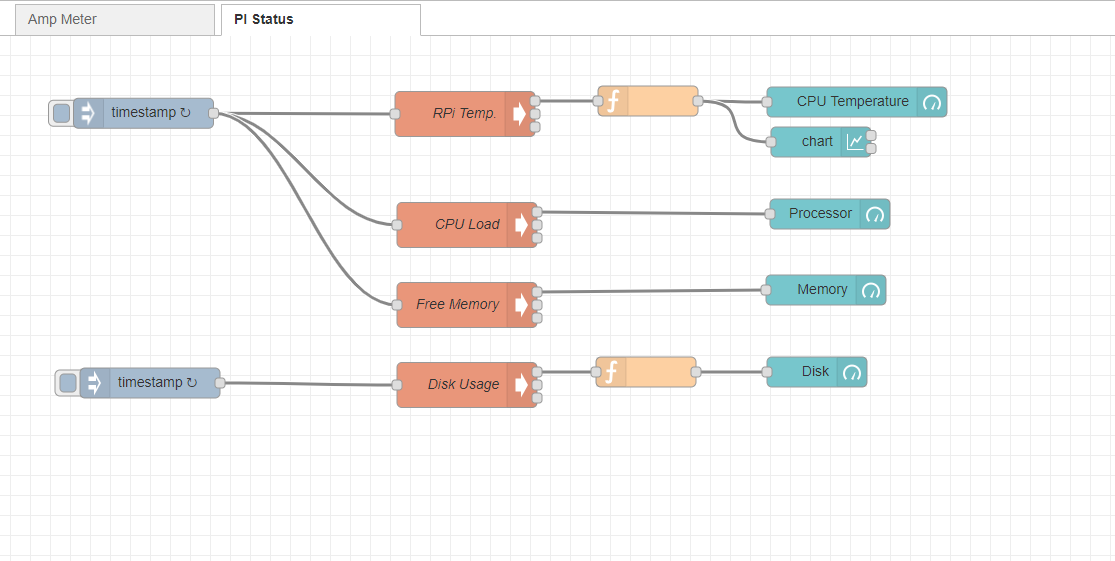 Amp Meter
PI Status
timestamp ↻
RPi Temp.
CPU Temperature
chart
CPU Load
Processor
Free Memory
Memory
timestamp ↻
Disk Usage
Disk